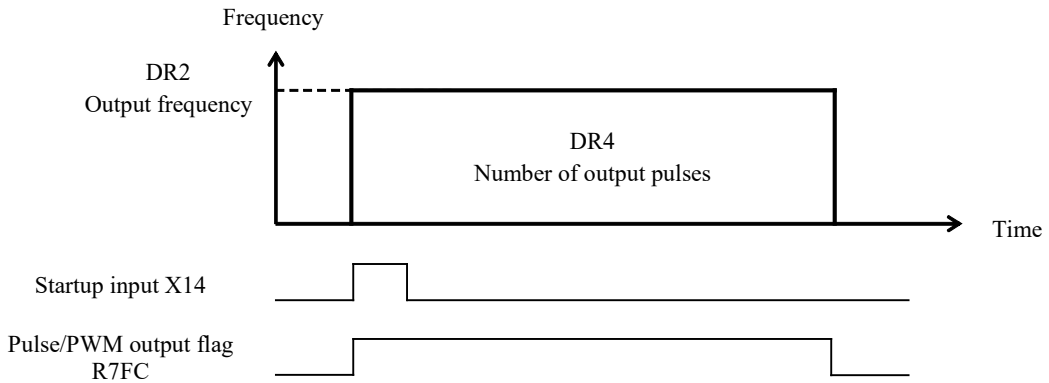 Frequency
DR2
Output frequency
DR4
Number of output pulses
Time
Startup input X14
Pulse/PWM output flag
R7FC